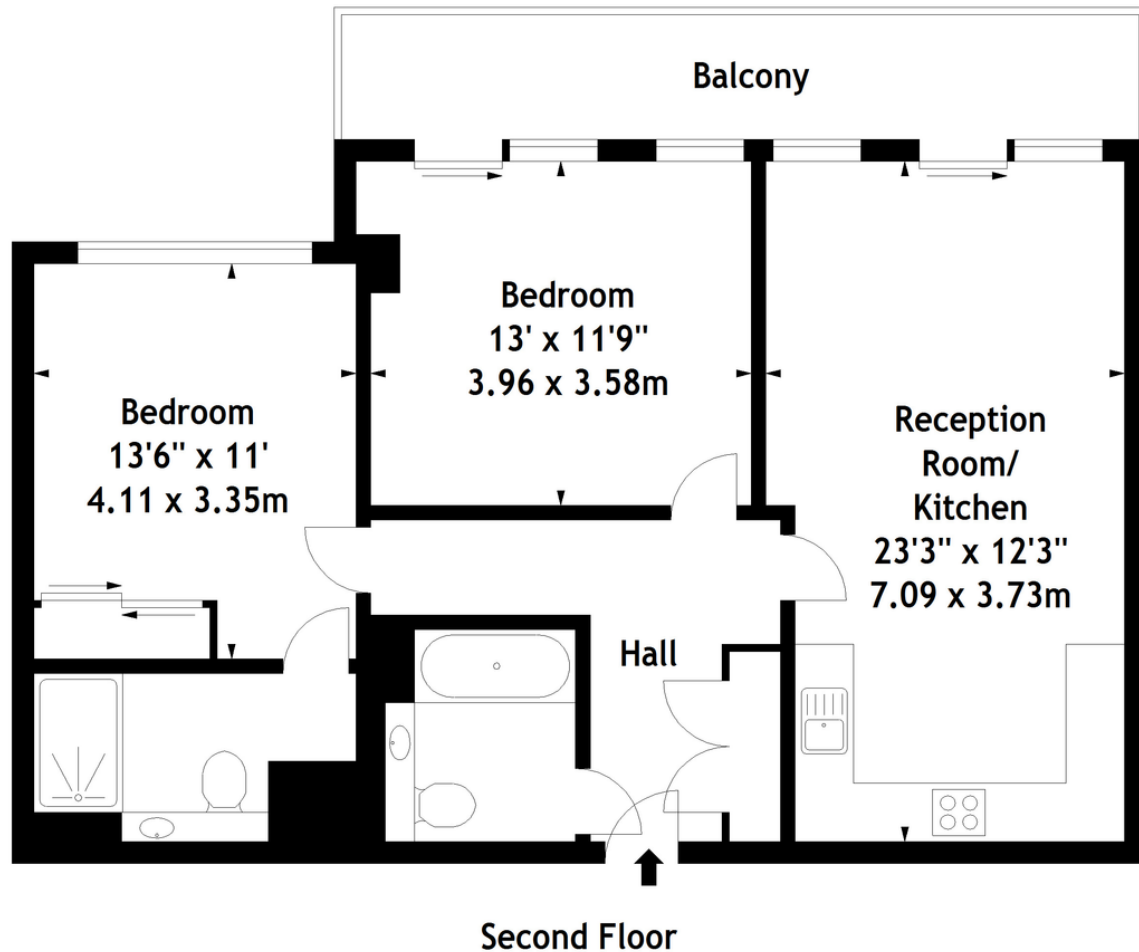 Balcony
Bedroom
13' x 11'9"
3.96 x 3.58m
Bedroom
13'6" x 11'
4.11 x 3.35m
Reception
Room/
Kitchen
23'3" x 12'3"
7.09 x 3.73m
Hall
Second Floor